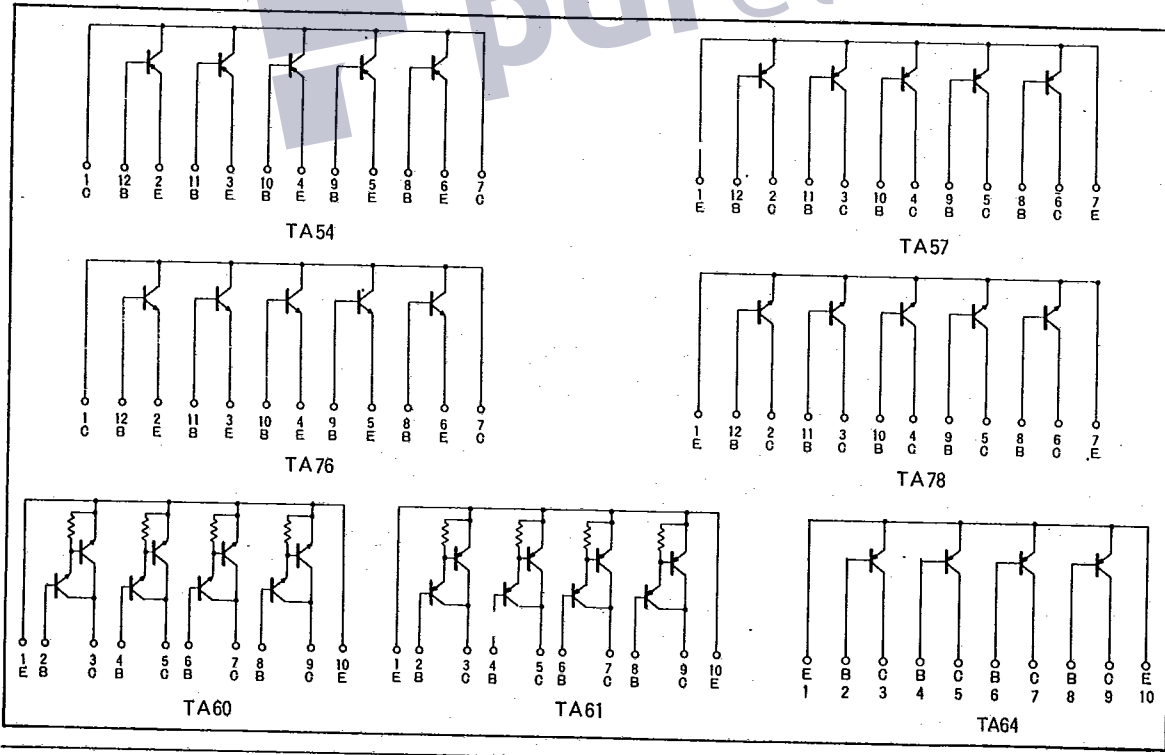 pure
1 12 2 11 3 10 4 9 5 8 6 7
C B E B E B E B E B E C
TA54
1 12 2 11 3 10 4 9 5 8 6 7
E B C B C B C B C B C E
TA57
1 12 2 11 3 10 4 9 5 8 6 7
C B E B E B E B E B E C
TA76
1 12 2 11 3 10 4 9 5 8 6 7
E B C B C B C B C B C E
TA78
1 2 3 4 5 6 7 8 9 10
E B C B C B C B C E
TA60
1 2 3 4 5 6 7 8 9 10
E B C B C B C B C E
TA61
E B C B C B C B C E
1 2 3 4 5 6 7 8 9 10
TA64